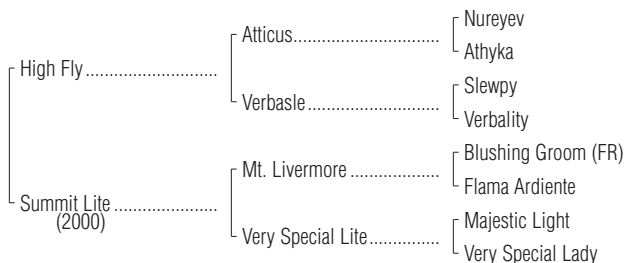 Nureyev
Atticus..............................
Athyka
High Fly............................
Slewpy
Verbasle............................
Verbality
Blushing Groom (FR)
Mt. Livermore...................
Flama Ardiente
Summit Lite......................
(2000)
Majestic Light
Very Special Lite...............
Very Special Lady